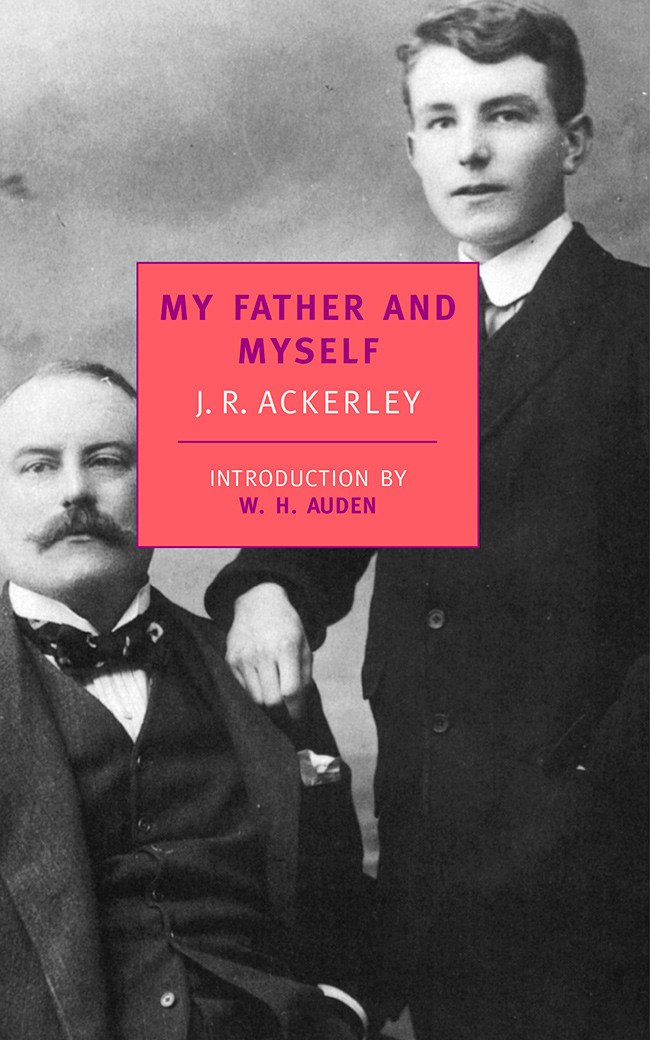 MY FATHER AND
MYSELF
J. R. ACKERLEY
INTRODUCTION BY
W. H. AUDEN